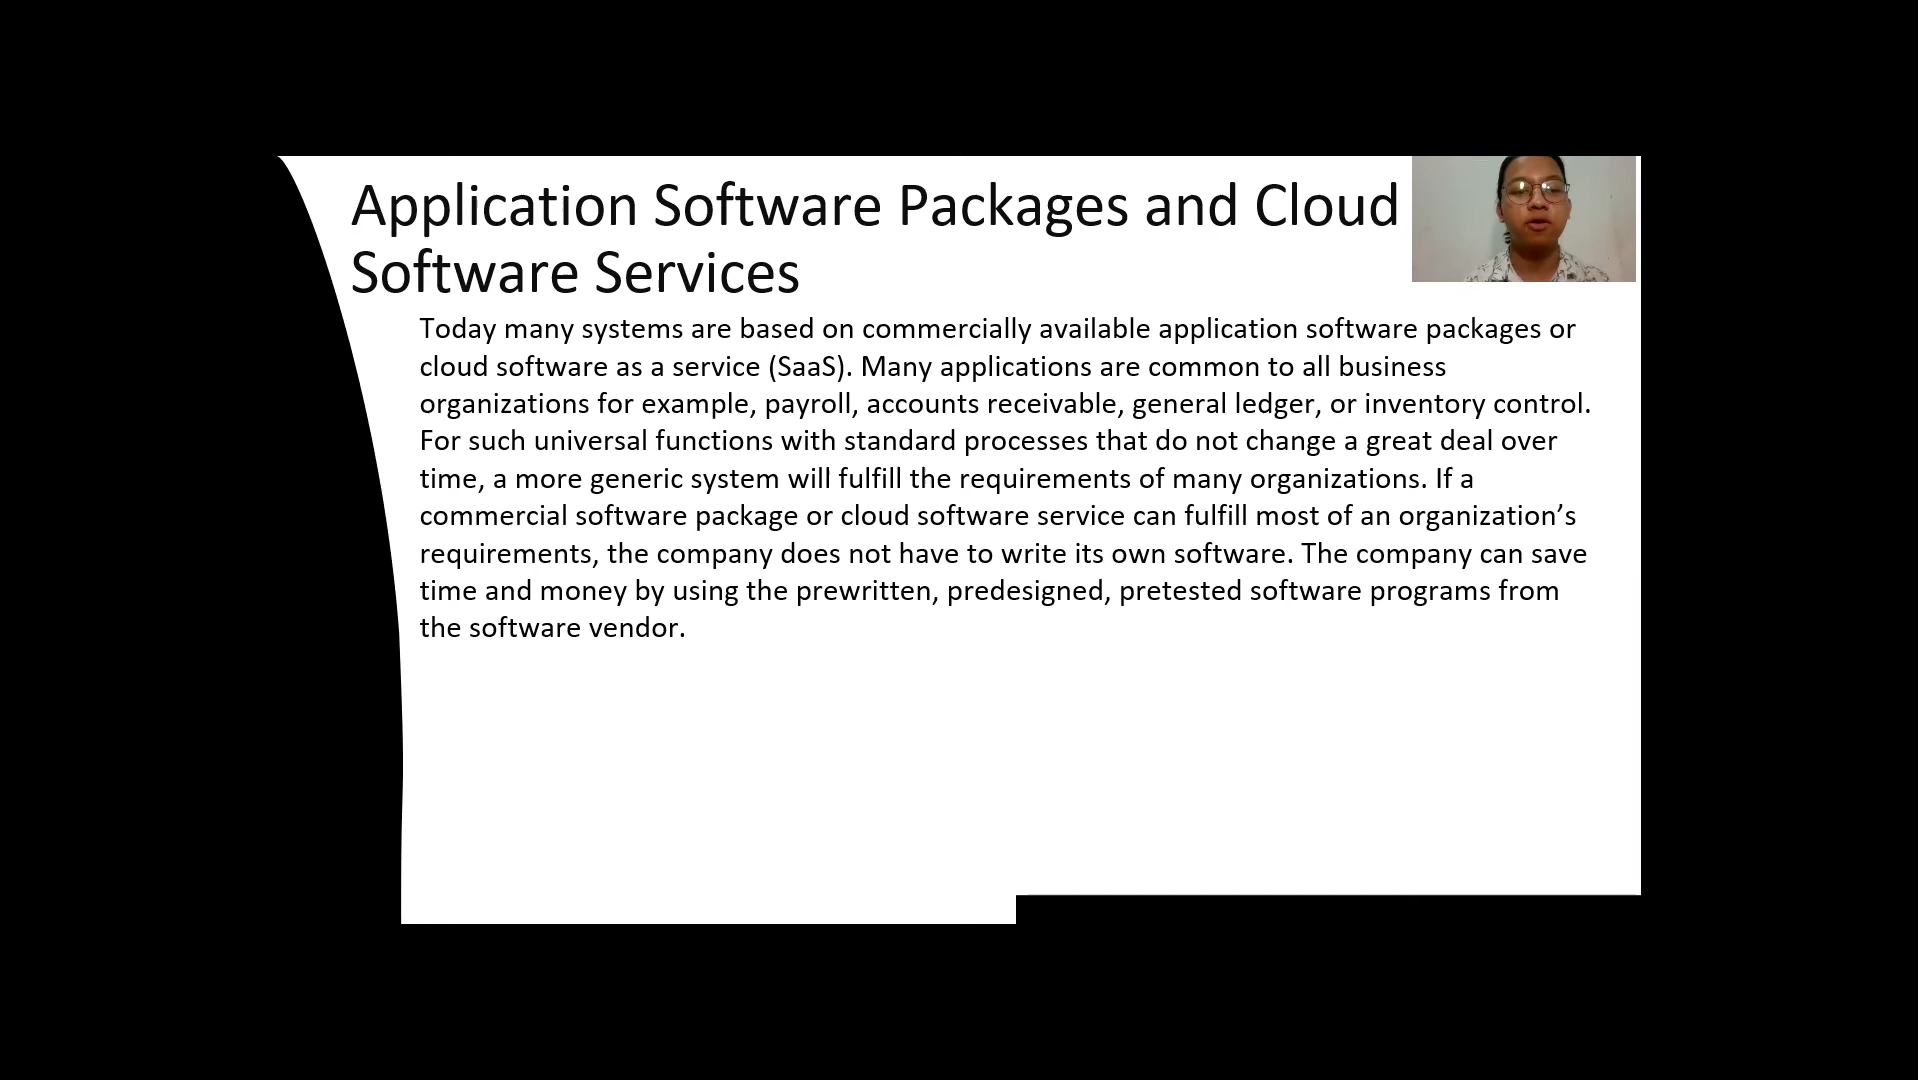 Application Software Packages and Cloud
Software Services
Today many systems are based on commercially available application software packages or
cloud software as a service (SaaS). Many applications are common to all business
organizations for example, payroll, accounts receivable, general ledger, or inventory control.
For such universal functions with standard processes that do not change a great deal over
time, a more generic system will fulfill the requirements of many organizations. If a
commercial software package or cloud software service can fulfill most of an organization’s
requirements, the company does not have to write its own software. The company can save
time and money by using the prewritten, predesigned, pretested software programs from
the software vendor.